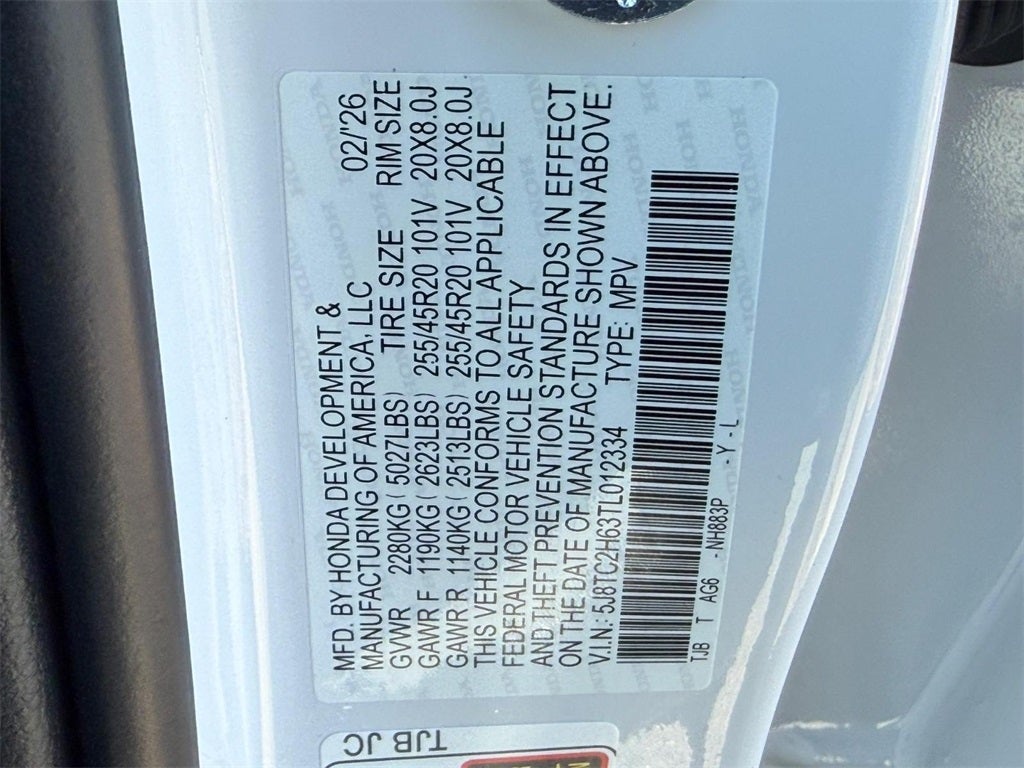 MFD. BY HONDA DEVELOPMENT &
MANUFACTURING OF AMERICA, LLC 02/'26
GVWR 2280KG ( 5027LBS) TIRE SIZE RIM SIZE
GAWR F 1190KG ( 2623LBS) 255/45R20 101V 20X8.0J
GAWR R 1140KG ( 2513LBS) 255/45R20 101V 20X8.0J
THIS VEHICLE CONFORMS TO ALL APPLICABLE
FEDERAL MOTOR VEHICLE SAFETY
AND THEFT PREVENTION STANDARDS IN EFFECT
ON THE DATE OF MANUFACTURE SHOWN ABOVE.
V.I.N: 5J8TC2H63TL012334 TYPE: MPV
TJB T AG6 -NH883P - Y - L
TJB JC